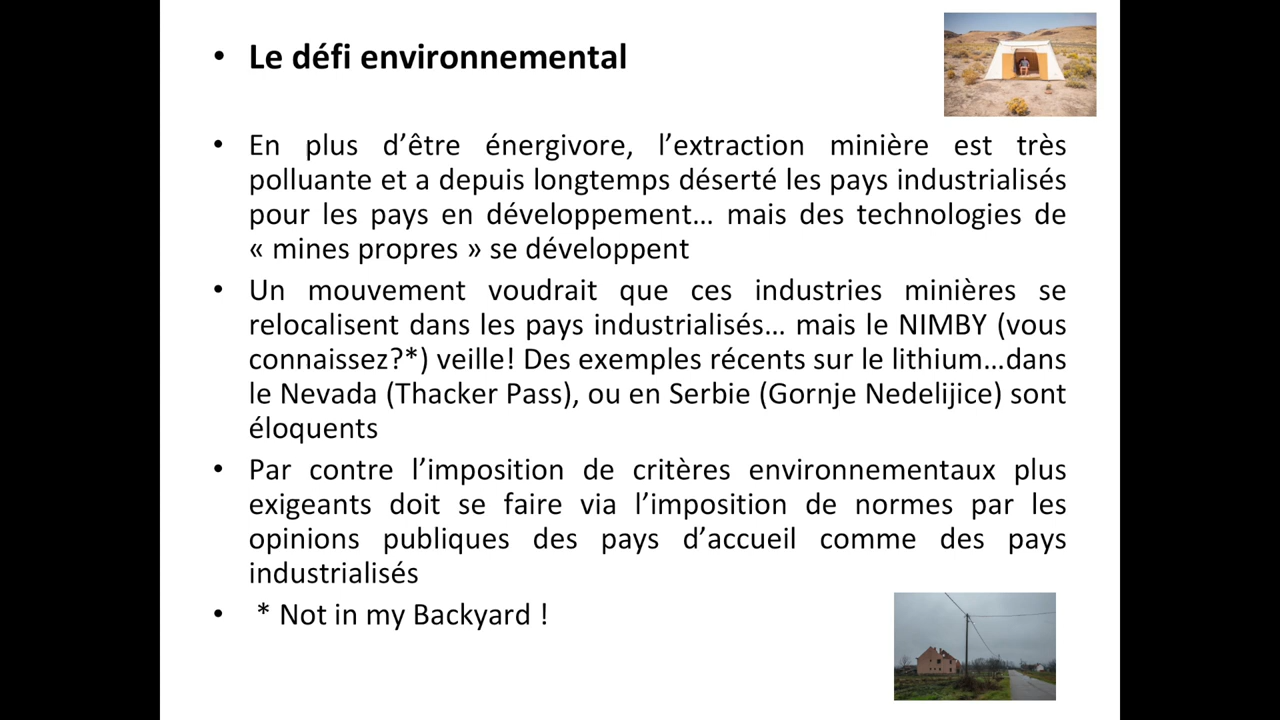 • Le défi environnemental
• En plus d’être énergivore, l’extraction minière est très
polluante et a depuis longtemps déserté les pays industrialisés
pour les pays en développement… mais des technologies de
« mines propres » se développent
• Un mouvement voudrait que ces industries minières se
relocalisent dans les pays industrialisés… mais le NIMBY (vous
connaissez?*) veille! Des exemples récents sur le lithium…dans
le Nevada (Thacker Pass), ou en Serbie (Gornje Nedelijice) sont
éloquents
• Par contre l’imposition de critères environnementaux plus
exigeants doit se faire via l’imposition de normes par les
opinions publiques des pays d’accueil comme des pays
industrialisés
• * Not in my Backyard !